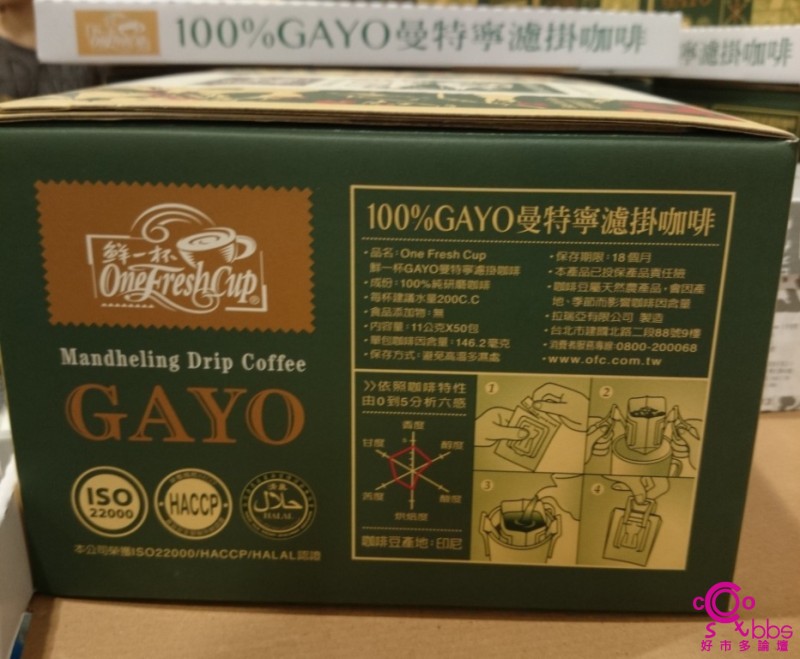 100%GAYO曼特寧濾掛咖啡
寧濾掛咖啡
鮮一杯
OneFreshCup®
Mandheling Drip Coffee
GAYO
ISO
22000
HACCP
حلال
HALAL
本公司榮獲ISO22000/HACCP/HALAL認證
100%GAYO曼特寧濾掛咖啡
·品名:One Fresh Cup
鮮一杯GAYO曼特寧濾掛咖啡
·成份:100%純研磨咖啡
·每杯建議水量200C.C
·食品添加物:無
·內容量:11公克X50包
·單包咖啡因含量:146.2毫克
·保存方式:避免高溫多濕處
·保存期限:18個月
·本產品已投保產品責任險
·咖啡豆屬天然農產品,會因產
地、季節而影響咖啡因含量
·拉瑞亞有限公司 製造
·台北市建國北路二段88號9樓
·消費者服務專線:0800-200068
·www.ofc.com.tw
>>依照咖啡特性
由0到5分析六感
香度
甘度
醇度
苦度
酸度
烘焙度
咖啡豆產地:印尼
1
2
3
4
COSTCO
bbs
好市多論壇